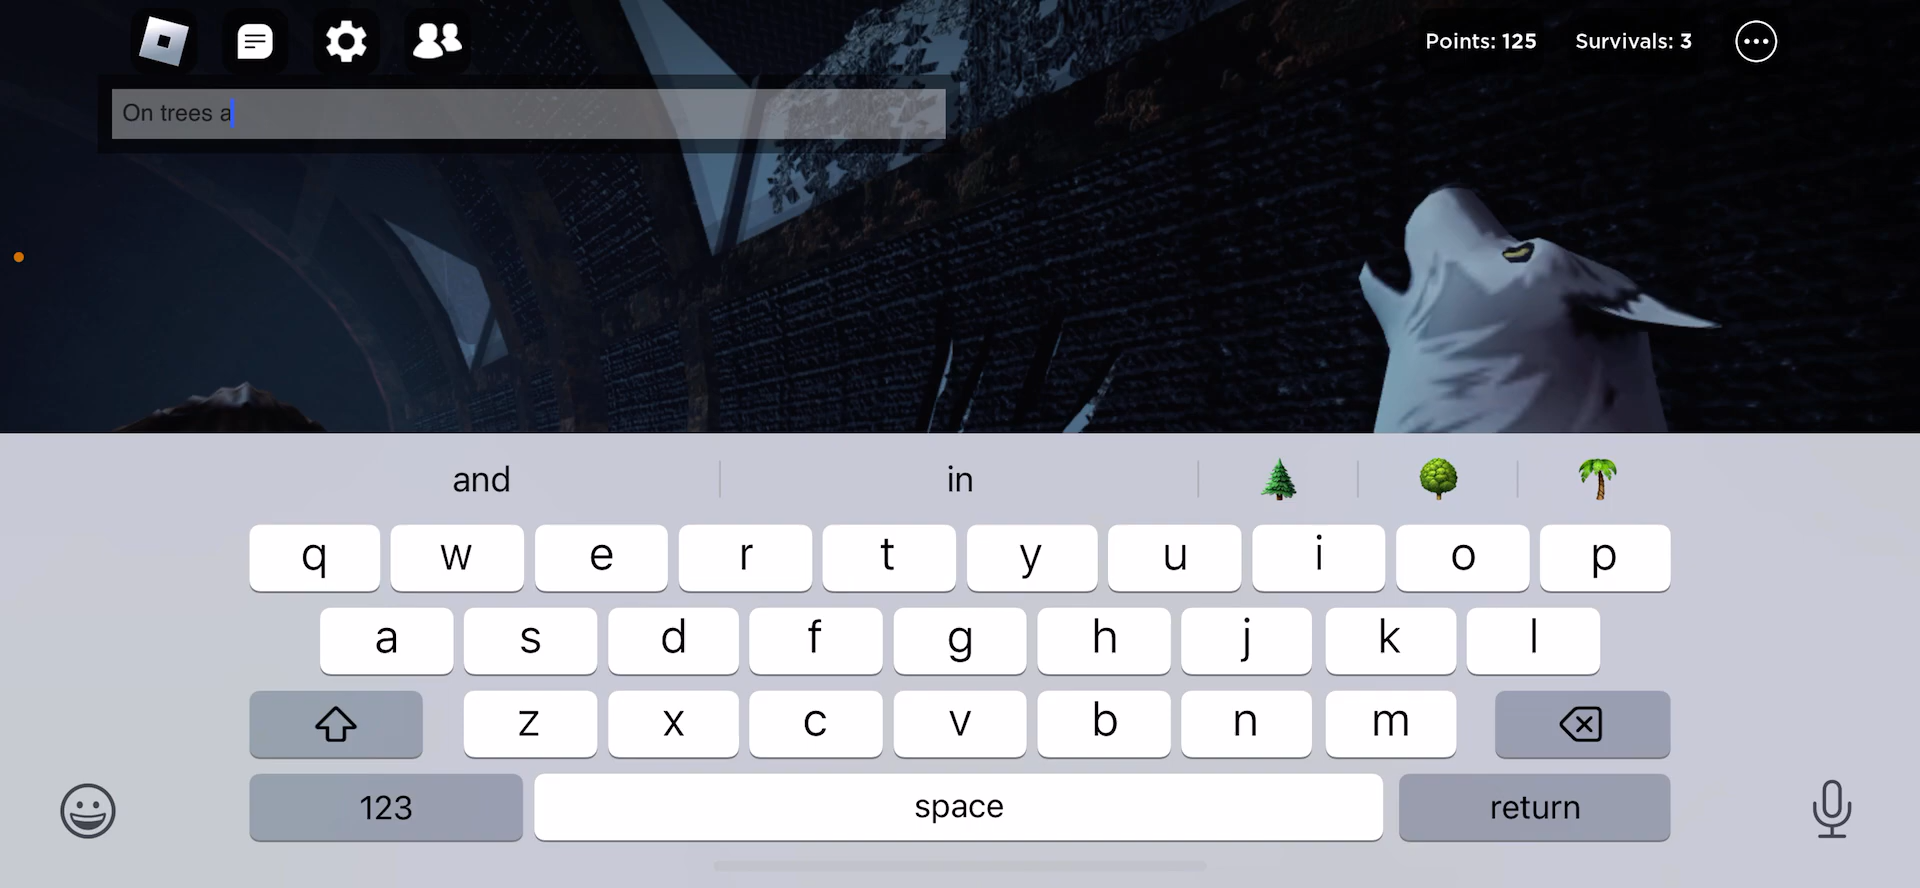 Points: 125 Survivals: 3
On trees a
and in
q w e r t y u i o p
a s d f g h j k l
z x c v b n m
123 space return